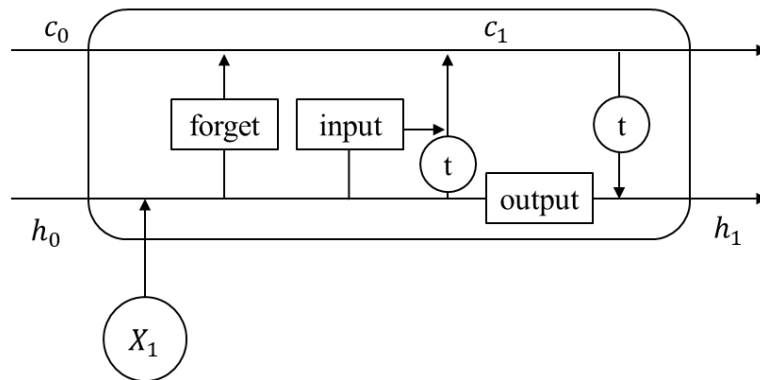 c₀
c₁
forget
input
t
t
output
h₀
h₁
X₁